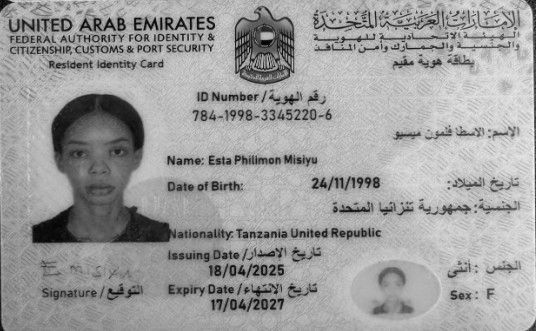 UNITED ARAB EMIRATES
FEDERAL AUTHORITY FOR IDENTITY &
CITIZENSHIP, CUSTOMS & PORT SECURITY
Resident Identity Card
الإمارات العربية المتحدة
الهيئة الاتحادية للهوية
والجنسية والجمارك وأمن المنافذ
بطاقة هوية مقيم
ID Number / رقم الهوية
784-1998-3345220-6
الإسم: الاسطا فلمون ميسيو
Name: Esta Philimon Misiyu
Date of Birth: 24/11/1998 تاريخ الميلاد:
الجنسية: جمهورية تنزانيا المتحدة
Nationality: Tanzania United Republic
Issuing Date / تاريخ الإصدار
18/04/2025
Expiry Date / تاريخ الانتهاء
17/04/2027
الجنس: أنثى
Sex: F
E misiyu
Signature / التوقيع